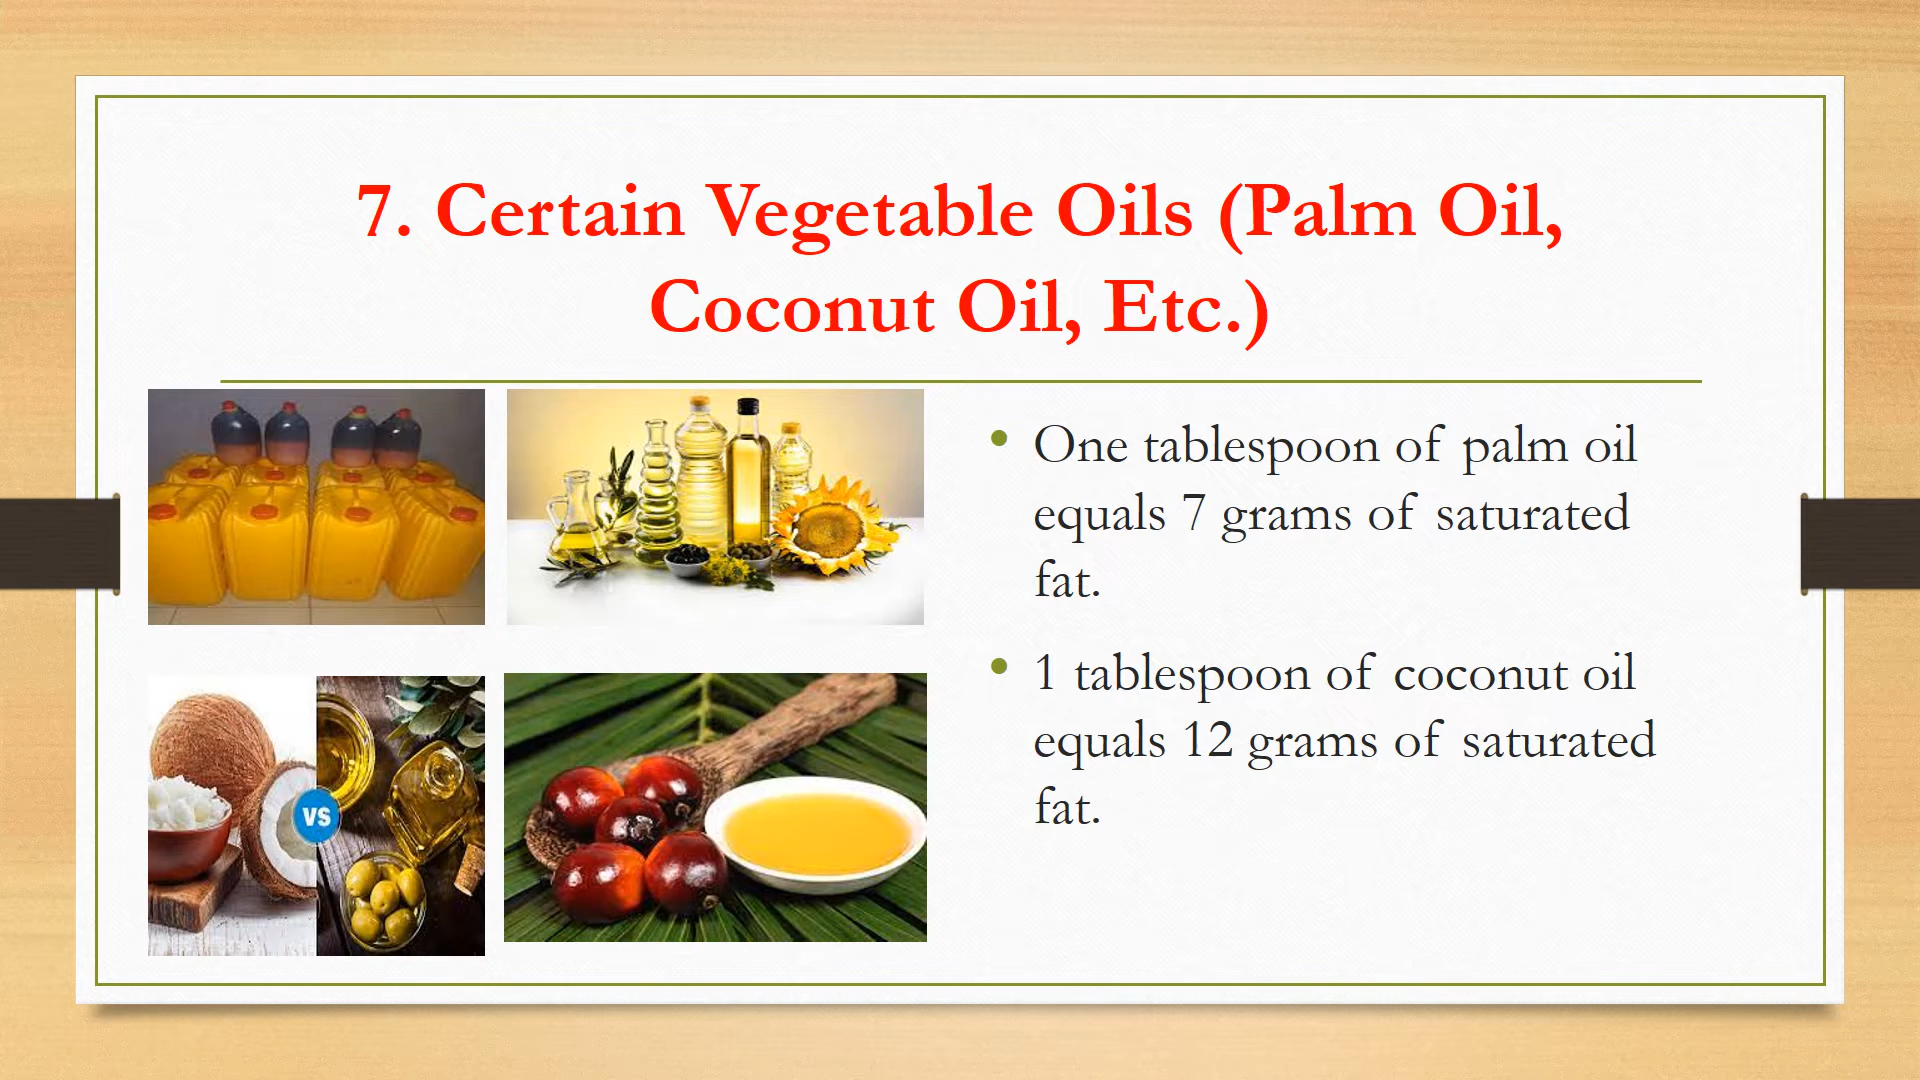 7. Certain Vegetable Oils (Palm Oil,
Coconut Oil, Etc.)
One tablespoon of palm oil
equals 7 grams of saturated
fat.
1 tablespoon of coconut oil
equals 12 grams of saturated
fat.
VS